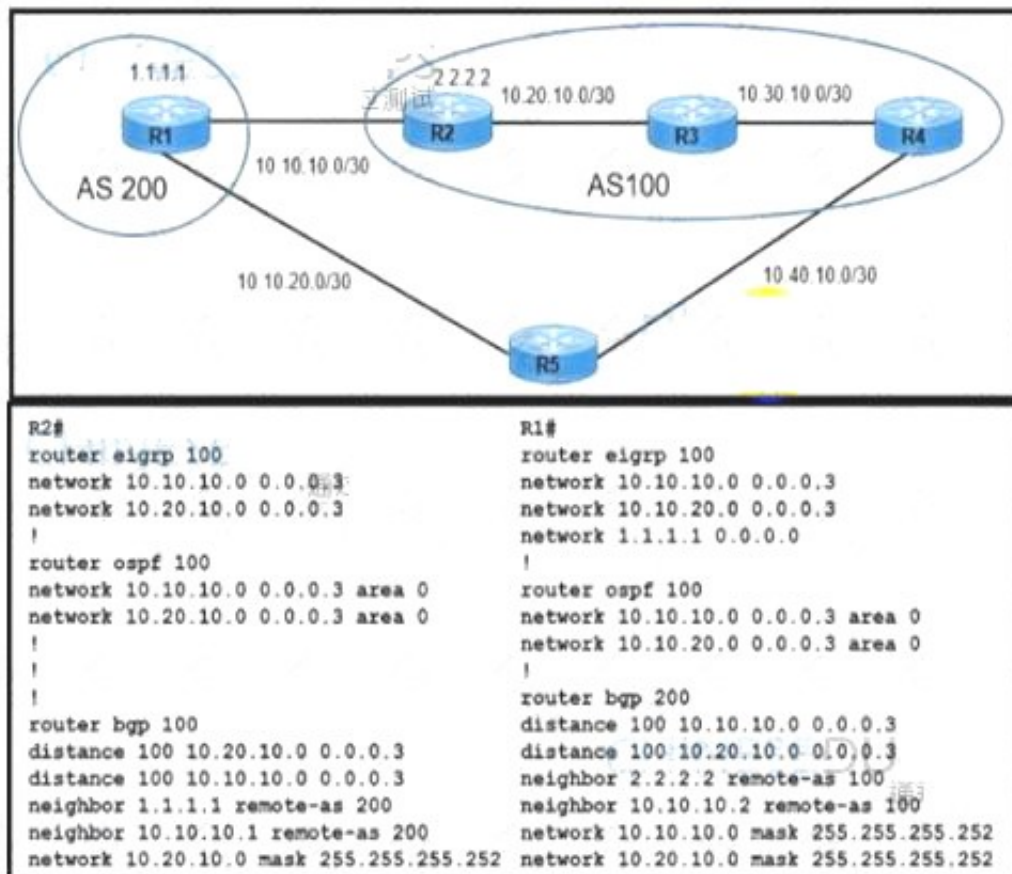 1.1.1.1
2 2 2 2
立测试
10.20.10.0/30
10.30.10 0/30
R1
R2
R3
R4
10 10.10 0/30
AS 200
AS100
10 10.20.0/30
10 40.10.0/30
R5
R2#
router eigrp 100
network 10.10.10.0 0.0.0.3
network 10.20.10.0 0.0.0.3
!
router ospf 100
network 10.10.10.0 0.0.0.3 area 0
network 10.20.10.0 0.0.0.3 area 0
!
!
!
router bgp 100
distance 100 10.20.10.0 0.0.0.3
distance 100 10.10.10.0 0.0.0.3
neighbor 1.1.1.1 remote-as 200
neighbor 10.10.10.1 remote-as 200
network 10.20.10.0 mask 255.255.255.252
R1#
router eigrp 100
network 10.10.10.0 0.0.0.3
network 10.10.20.0 0.0.0.3
network 1.1.1.1 0.0.0.0
!
router ospf 100
network 10.10.10.0 0.0.0.3 area 0
network 10.10.20.0 0.0.0.3 area 0
!
router bgp 200
distance 100 10.10.10.0 0.0.0.3
distance 100 10.20.10.0 0.0.0.3
neighbor 2.2.2.2 remote-as 100
neighbor 10.10.10.2 remote-as 100
network 10.10.10.0 mask 255.255.255.252
network 10.20.10.0 mask 255.255.255.252